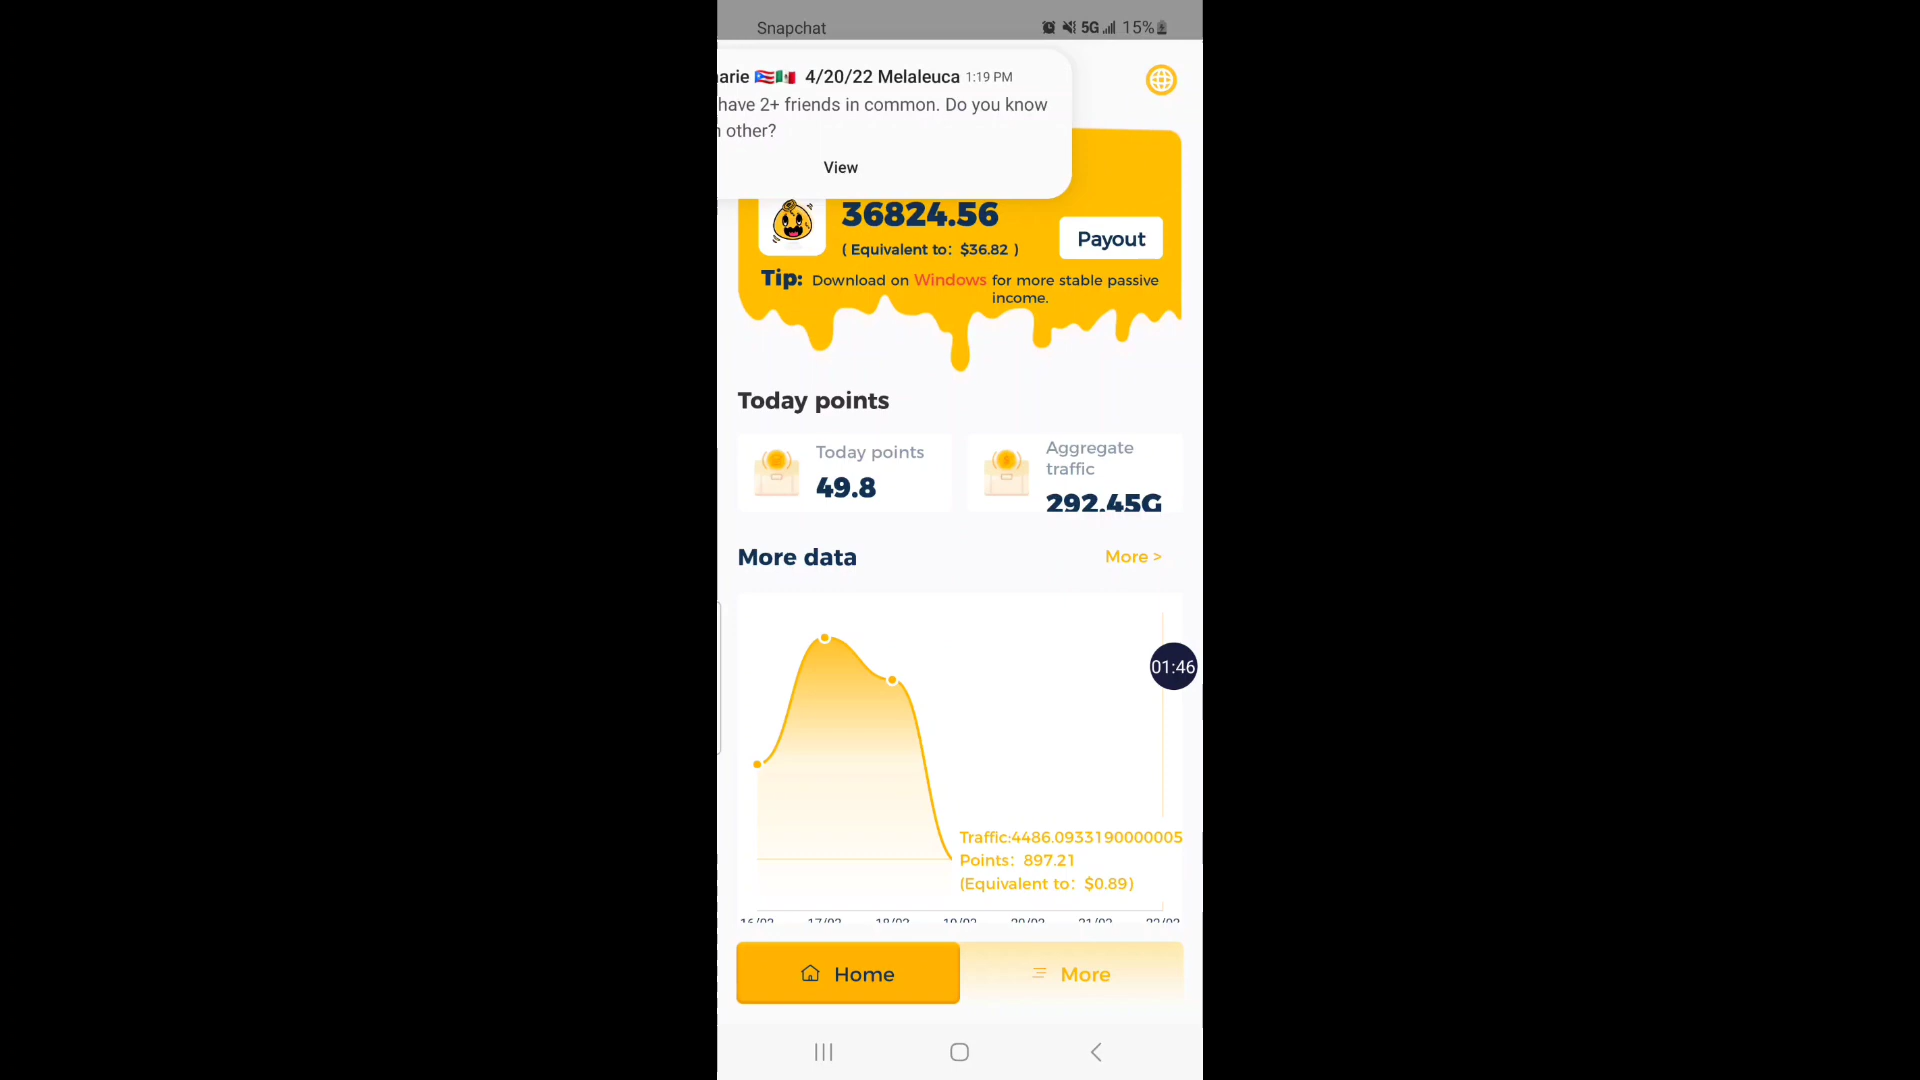 Snapchat
5G 15%
4/20/22 Melaleuca 1:19 PM
have 2+ friends in common. Do you know
other?
View
36824.56
( Equivalent to: $36.82 )
Payout
Tip: Download on Windows for more stable passive
income.
Today points
Today points
49.8
Aggregate
traffic
292.45G
More data
More >
01:46
Traffic:4486.0933190000005
Points: 897.21
(Equivalent to: $0.89)
Home
More